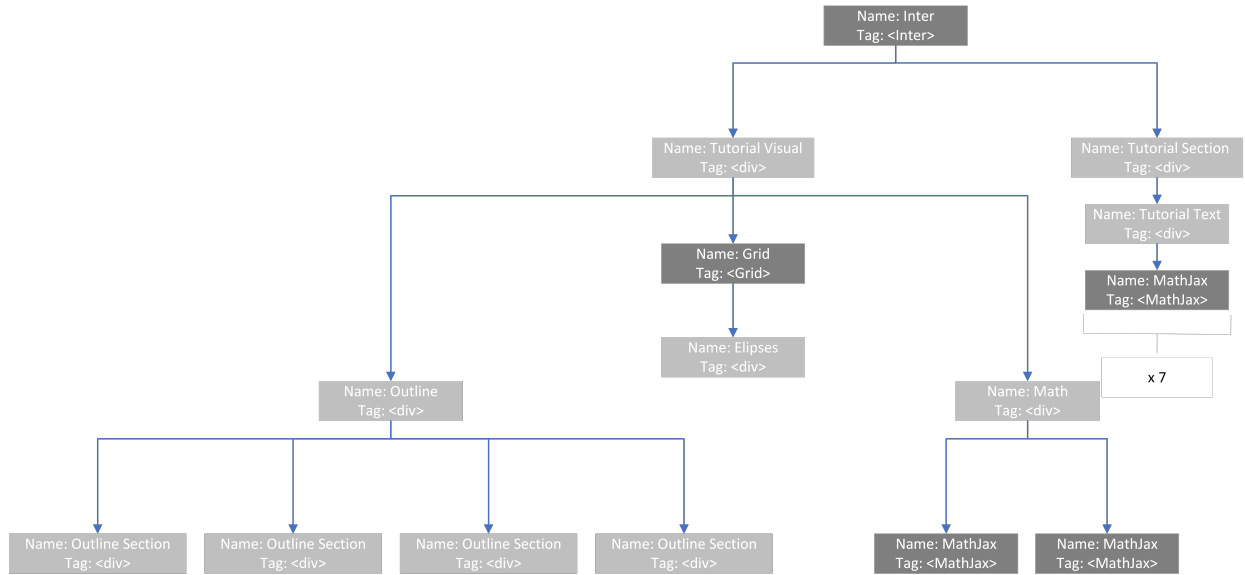 Name: Inter
Tag: <Inter>
Name: Tutorial Visual
Tag: <div>
Name: Tutorial Section
Tag: <div>
Name: Tutorial Text
Tag: <div>
Name: Grid
Tag: <Grid>
Name: MathJax
Tag: <MathJax>
Name: Elipses
Tag: <div>
x 7
Name: Outline
Tag: <div>
Name: Math
Tag: <div>
Name: Outline Section
Tag: <div>
Name: Outline Section
Tag: <div>
Name: Outline Section
Tag: <div>
Name: Outline Section
Tag: <div>
Name: MathJax
Tag: <MathJax>
Name: MathJax
Tag: <MathJax>